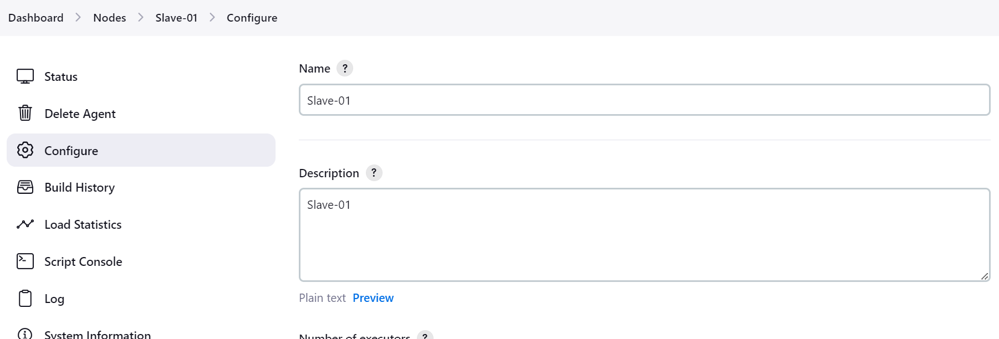 Dashboard > Nodes > Slave-01 > Configure
Status
Delete Agent
Configure
Build History
Load Statistics
Script Console
Log
System Information
Name ?
Slave-01
Description ?
Slave-01
Plain text Preview
Number of executors ?